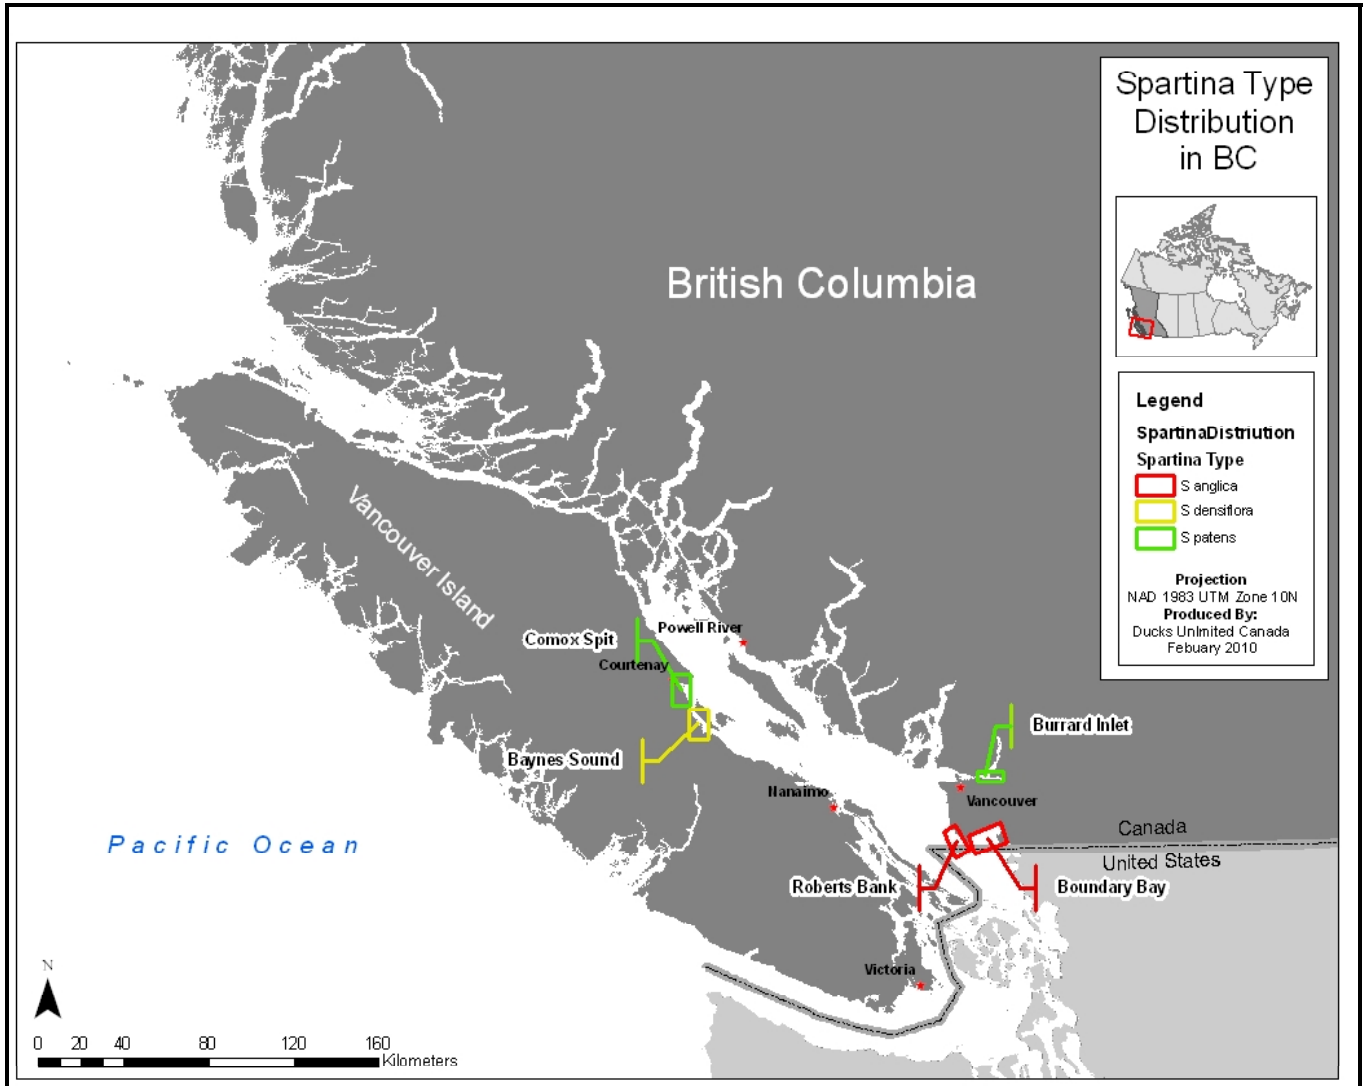 Spartina Type
Distribution
in BC
British Columbia
Legend
SpartinaDistriution
Spartina Type
S anglica
S densiflora
S patens
Projection
NAD 1983 UTM Zone 10N
Produced By:
Ducks Unlmited Canada
Febuary 2010
Vancouver Island
Powell River
Comox Spit
Courtenay
Burrard Inlet
Baynes Sound
Nanaimo
Vancouver
Canada
United States
Pacific Ocean
Roberts Bank
Boundary Bay
Victoria
N
0 20 40 80 120 160
Kilometers